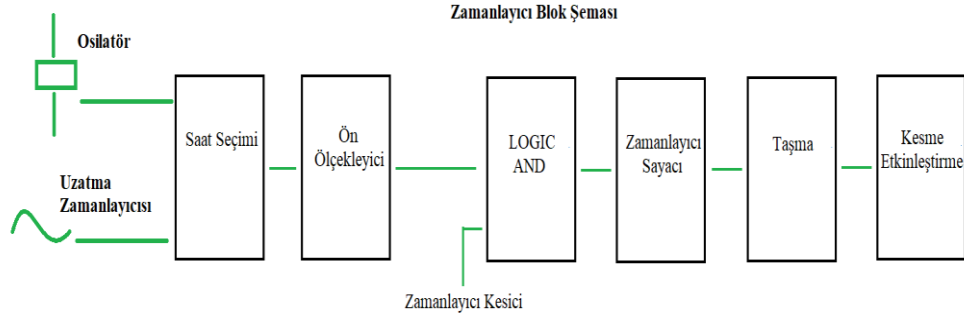 Zamanlayıcı Blok Şeması
Osilatör
Uzatma
Zamanlayıcısı
Saat Seçimi
Ön
Ölçekleyici
LOGIC
AND
Zamanlayıcı
Sayacı
Taşma
Kesme
Etkinleştirme
Zamanlayıcı Kesici